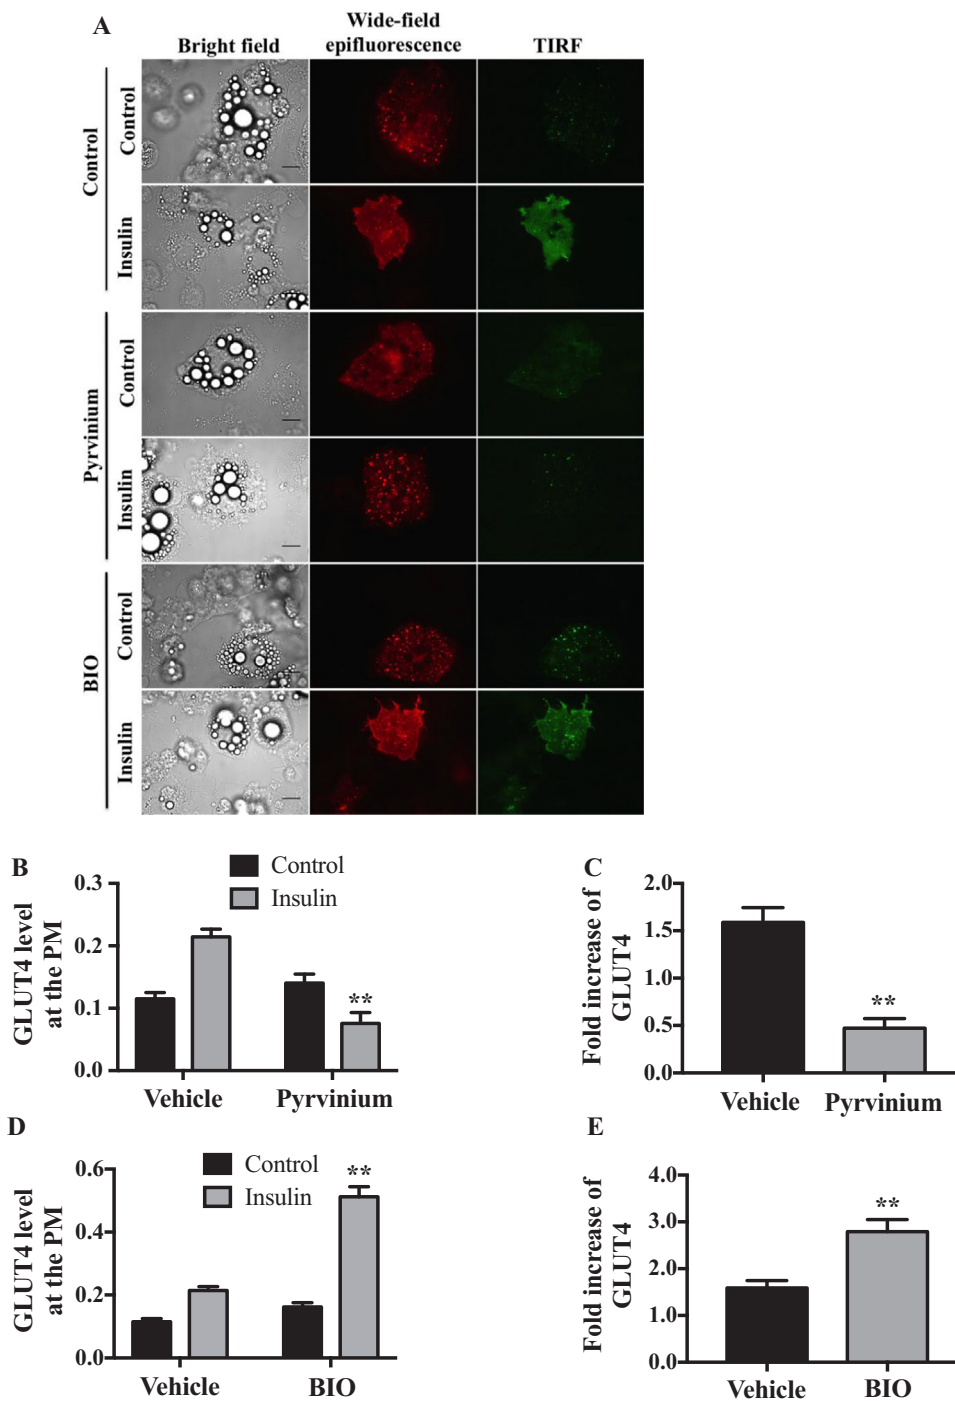 A
Bright field
Wide-field
epifluorescence
TIRF
Control
Control
Insulin
Pyrvinium
Control
Insulin
BIO
Control
Insulin
B
Control
Insulin
GLUT4 level
at the PM
0.3
0.2
0.1
0.0
Vehicle
Pyrvinium
**
C
Fold increase of
GLUT4
2.0
1.5
1.0
0.5
0.0
**
Vehicle
Pyrvinium
D
Control
Insulin
GLUT4 level
at the PM
0.6
0.4
0.2
0.0
**
Vehicle
BIO
E
Fold increase of
GLUT4
4.0
3.0
2.0
1.0
0.0
**
Vehicle
BIO